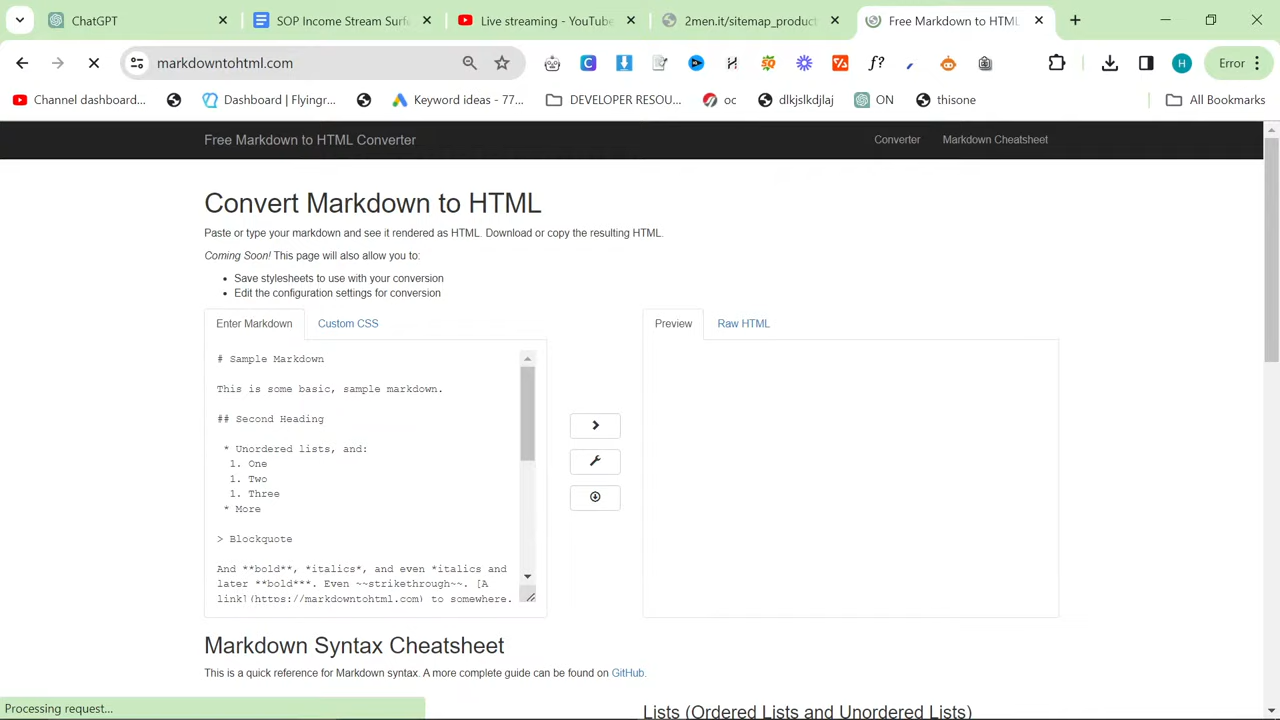 ChatGPT
SOP Income Stream Surfe
Live streaming - YouTube
2men.it/sitemap_product
Free Markdown to HTML
markdowntohtml.com
Error
Channel dashboard...
Dashboard | Flyingr...
Keyword ideas - 77...
DEVELOPER RESOU...
oc
dlkjslkdjlaj
ON
thisone
All Bookmarks
Free Markdown to HTML Converter
Converter
Markdown Cheatsheet
Convert Markdown to HTML
Paste or type your markdown and see it rendered as HTML. Download or copy the resulting HTML.
Coming Soon! This page will also allow you to:
• Save stylesheets to use with your conversion
• Edit the configuration settings for conversion
Enter Markdown
Custom CSS
Preview
Raw HTML
# Sample Markdown
This is some basic, sample markdown.
## Second Heading
* Unordered lists, and:
1. One
1. Two
1. Three
* More
> Blockquote
And **bold**, *italics*, and even *italics and
later **bold***. Even ~~strikethrough~~. [A
link](https://markdowntohtml.com) to somewhere.
Markdown Syntax Cheatsheet
This is a quick reference for Markdown syntax. A more complete guide can be found on GitHub.
Lists (Ordered Lists and Unordered Lists)
Processing request...